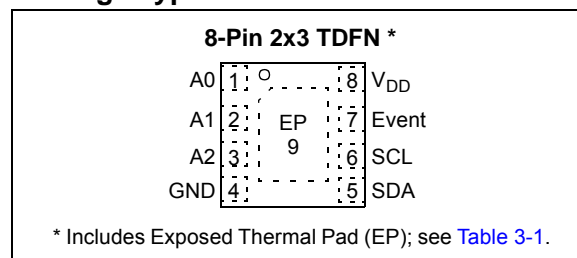 8-Pin 2x3 TDFN *
A0 1 8 VDD
A1 2 EP 7 Event
A2 3 9 6 SCL
GND 4 5 SDA
* Includes Exposed Thermal Pad (EP); see Table 3-1.